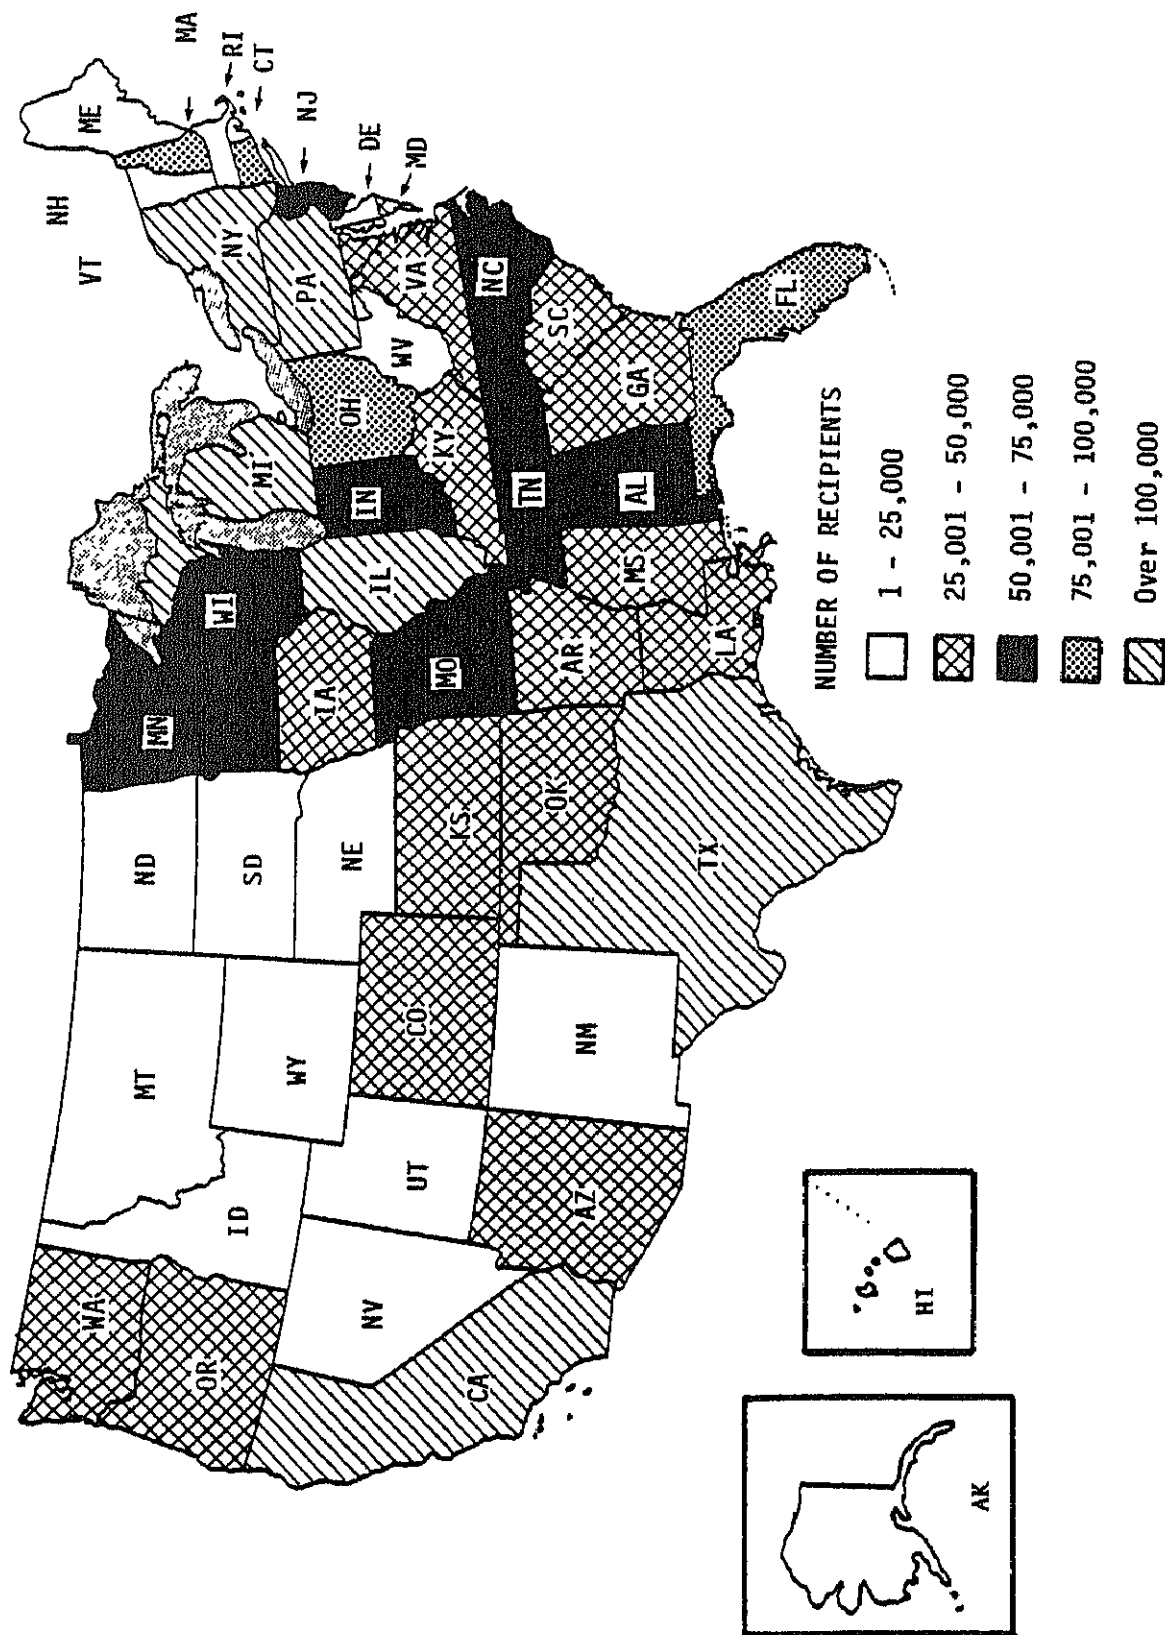 WA
OR
CA
NV
ID
MT
WY
UT
AZ
CO
NM
ND
SD
NE
KS
OK
TX
MN
IA
MO
AR
LA
WI
IL
MS
MI
IN
KY
TN
AL
OH
WV
GA
FL
SC
NC
VA
PA
NY
VT
NH
ME
MA
RI
CT
NJ
DE
MD
AK
HI
NUMBER OF RECIPIENTS
1 - 25,000
25,001 - 50,000
50,001 - 75,000
75,001 - 100,000
Over 100,000